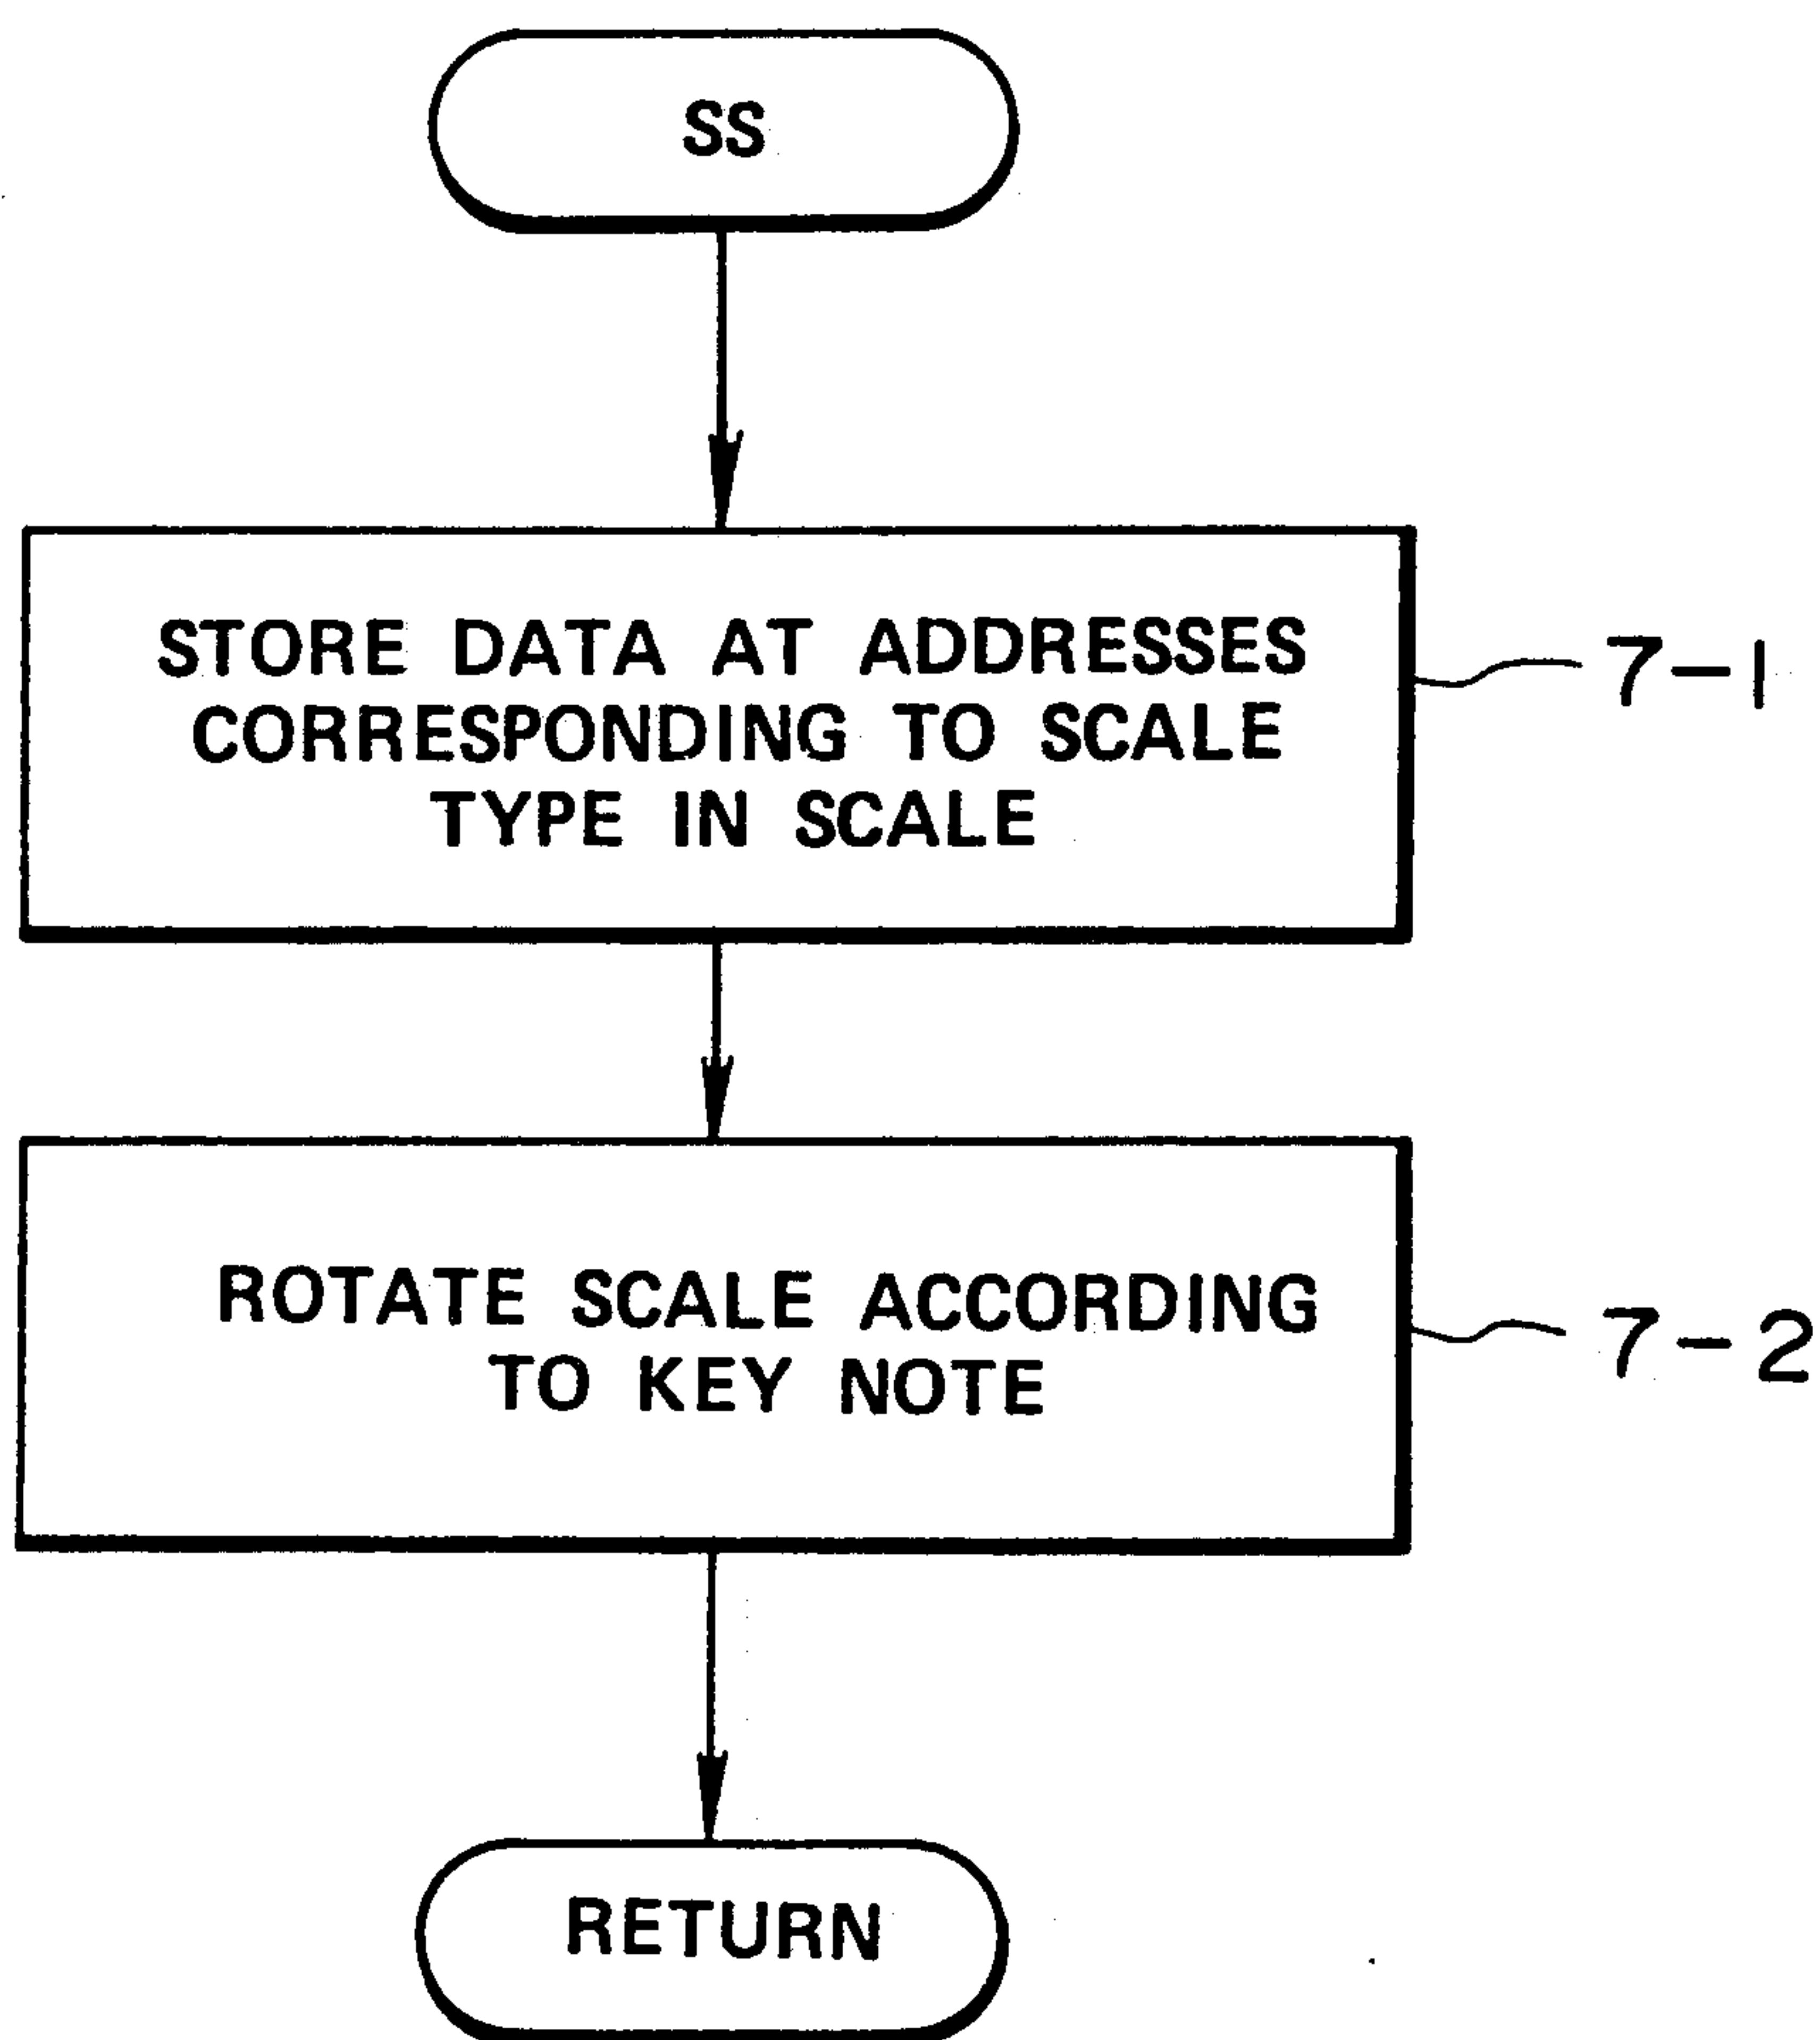 SS
STORE DATA AT ADDRESSES
CORRESPONDING TO SCALE
TYPE IN SCALE
7-1
ROTATE SCALE ACCORDING
TO KEY NOTE
7-2
RETURN